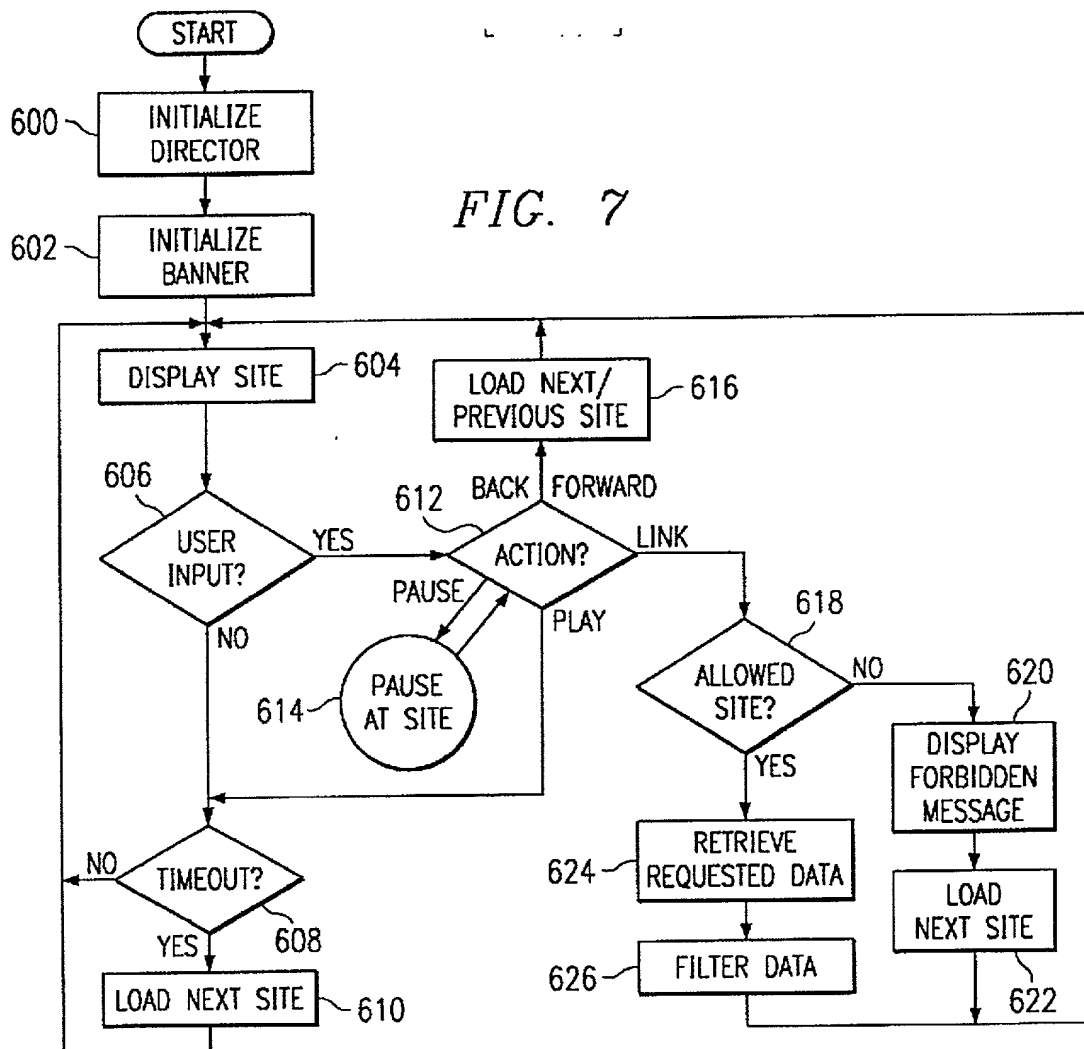 START
600
INITIALIZE
DIRECTOR
FIG. 7
602
INITIALIZE
BANNER
DISPLAY SITE
604
LOAD NEXT/
PREVIOUS SITE
616
606
USER
INPUT?
YES
NO
612
BACK
FORWARD
ACTION?
LINK
PAUSE
PLAY
614
PAUSE
AT SITE
618
ALLOWED
SITE?
NO
YES
620
DISPLAY
FORBIDDEN
MESSAGE
NO
TIMEOUT?
608
YES
624
RETRIEVE
REQUESTED DATA
LOAD
NEXT SITE
622
LOAD NEXT SITE
610
626
FILTER DATA